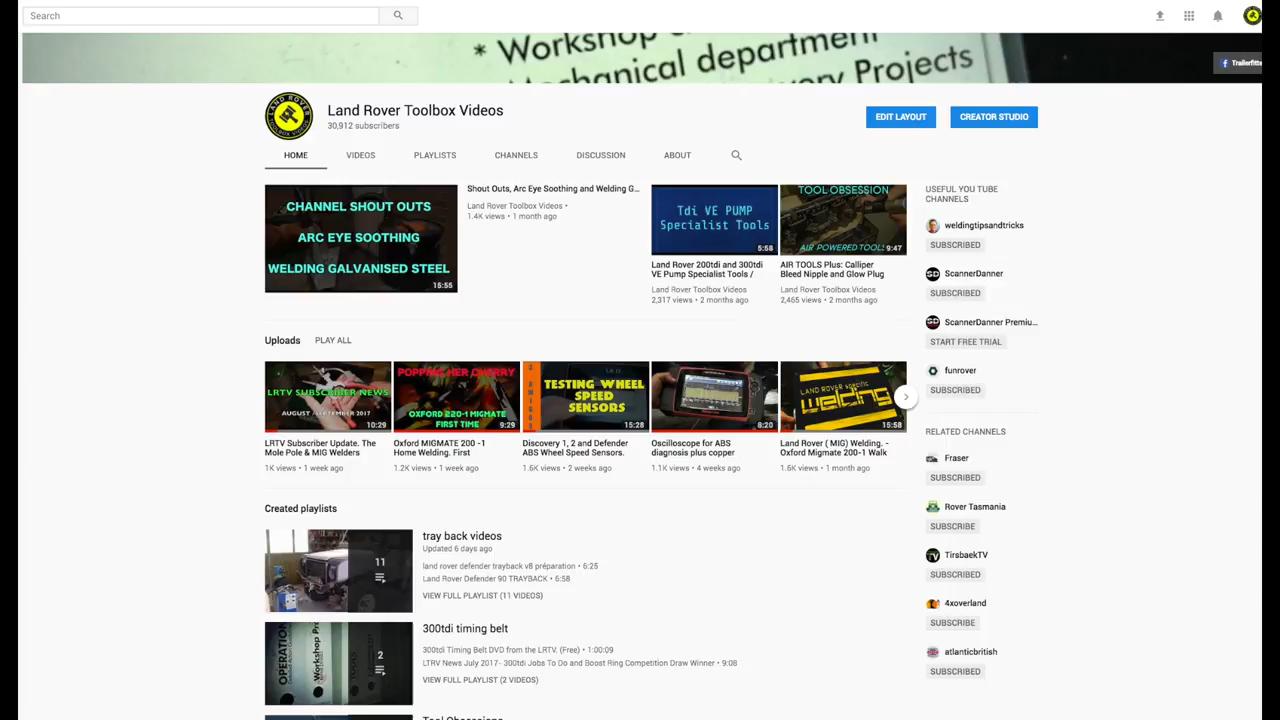 Search
* Workshop
Mechanical department
very Projects
Trailerfitte
LAND ROVER
TOOLBOX VIDEOS
Land Rover Toolbox Videos
30,912 subscribers
EDIT LAYOUT
CREATOR STUDIO
HOME
VIDEOS
PLAYLISTS
CHANNELS
DISCUSSION
ABOUT
CHANNEL SHOUT OUTS
ARC EYE SOOTHING
WELDING GALVANISED STEEL
15:55
Shout Outs, Arc Eye Soothing and Welding G...
Land Rover Toolbox Videos •
1.4K views • 1 month ago
Tdi VE PUMP
Specialist Tools
5:58
Land Rover 200tdi and 300tdi
VE Pump Specialist Tools /
Land Rover Toolbox Videos
2,317 views • 2 months ago
TOOL OBSESSION
AIR POWERED TOOLS
9:47
AIR TOOLS Plus: Calliper
Bleed Nipple and Glow Plug
Land Rover Toolbox Videos
2,465 views • 2 months ago
USEFUL YOU TUBE
CHANNELS
weldingtipsandtricks
SUBSCRIBED
ScannerDanner
SUBSCRIBED
ScannerDanner Premiu...
START FREE TRIAL
funrover
SUBSCRIBED
Uploads
PLAY ALL
LRTV SUBSCRIBER NEWS
AUGUST / SEPTEMBER 2017
10:29
LRTV Subscriber Update. The
Mole Pole & MIG Welders
1K views • 1 week ago
POPPING HER CHERRY
OXFORD 220-1 MIGMATE
FIRST TIME
9:29
Oxford MIGMATE 200 -1
Home Welding. First
1.2K views • 1 week ago
TESTING WHEEL
SPEED
SENSORS
15:28
Discovery 1, 2 and Defender
ABS Wheel Speed Sensors.
1.6K views • 2 weeks ago
8:20
Oscilloscope for ABS
diagnosis plus copper
1.1K views • 4 weeks ago
LAND ROVER specific
welding
15:58
Land Rover ( MIG) Welding. -
Oxford Migmate 200-1 Walk
1.6K views • 1 month ago
RELATED CHANNELS
Fraser
SUBSCRIBED
Rover Tasmania
SUBSCRIBE
TirsbaekTV
SUBSCRIBED
4xoverland
SUBSCRIBE
atlanticbritish
SUBSCRIBED
Created playlists
11
tray back videos
Updated 6 days ago
land rover defender trayback v8 préparation • 6:25
Land Rover Defender 90 TRAYBACK • 6:58
VIEW FULL PLAYLIST (11 VIDEOS)
OPERATION
Workshop Pro
2
300tdi timing belt
300tdi Timing Belt DVD from the LRTV. (Free) • 1:00:09
LTRV News July 2017- 300tdi Jobs To Do and Boost Ring Competition Draw Winner • 9:08
VIEW FULL PLAYLIST (2 VIDEOS)
Tool Obsessions